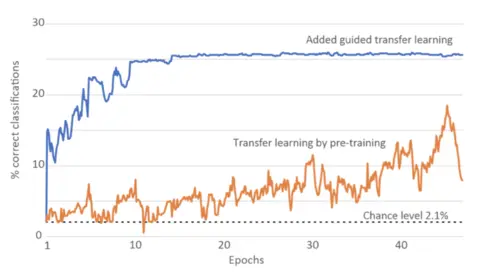 30
Added guided transfer learning
20
% correct classifications
Transfer learning by pre-training
10
Chance level 2.1%
0
1
10
20
30
40
Epochs